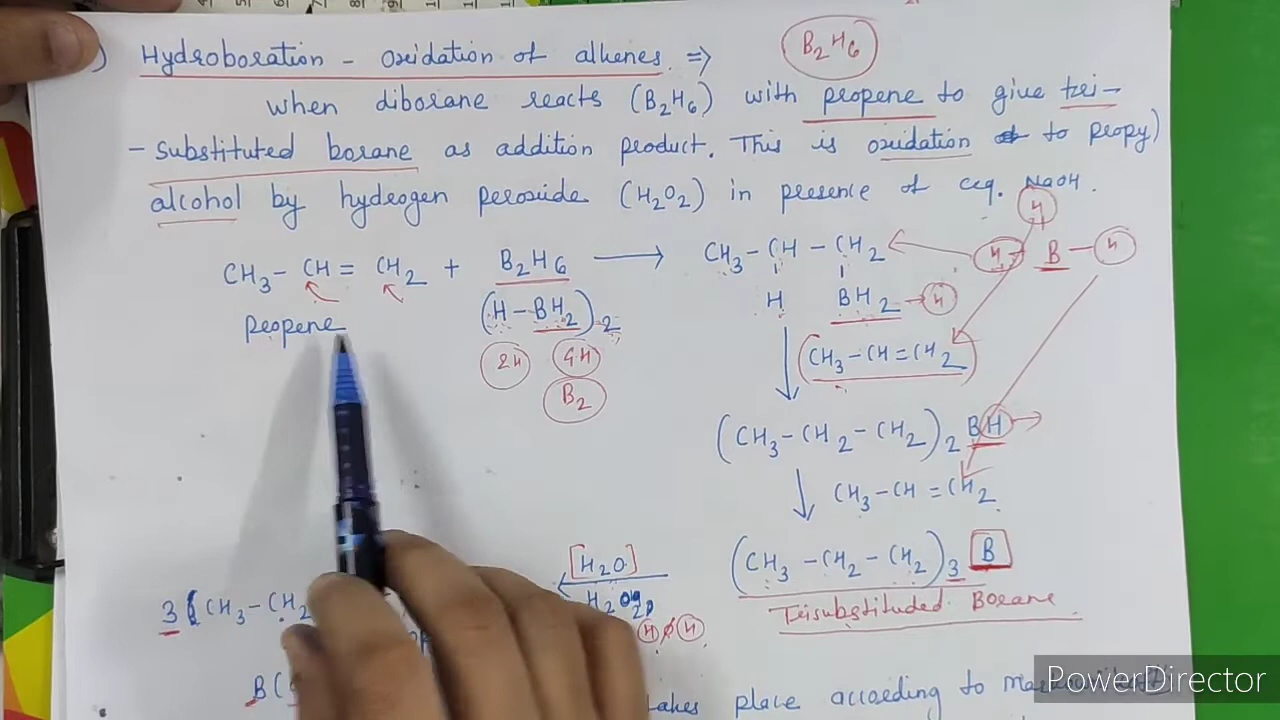 ) Hydroboration - oxidation of alkenes. ⇒ B2H6
when diborane reacts (B2H6) with propene to give tri-
- substituted borane as addition product. This is oxidation to propyl
alcohol by hydrogen peroxide (H2O2) in presence of aq. NaOH.
CH3 - CH = CH2 + B2H6 → CH3 - CH - CH2 ← H - B - H
H
propene (H - BH2)2 H BH2 → H
2H 4H CH3 - CH = CH2
B2
(CH3 - CH2 - CH2)2 BH →
CH3 - CH = CH2
[H2O] (CH3 - CH2 - CH2)3 B
3 CH3 - CH2 H2O2 Trisubstituded Borane
H H
B(
takes place according to
PowerDirector